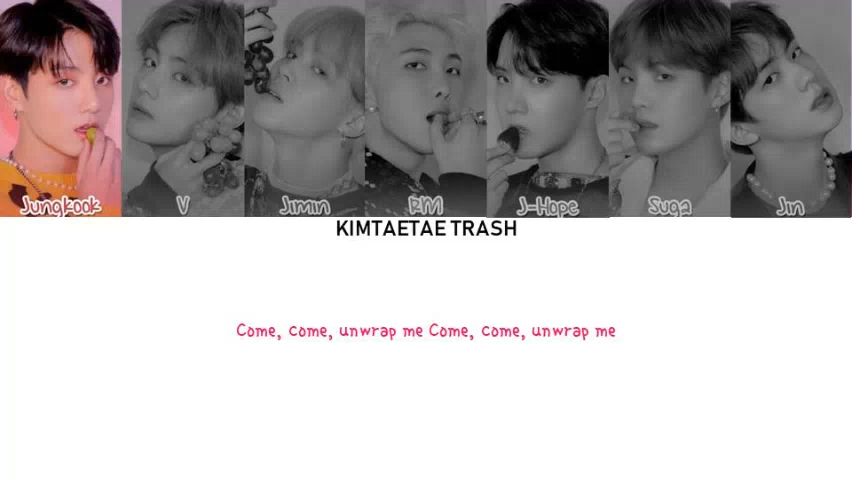 Jungkook V Jimin RM J-Hope Suga Jin
KIMTAETAE TRASH
Come, come, unwrap me Come, come, unwrap me